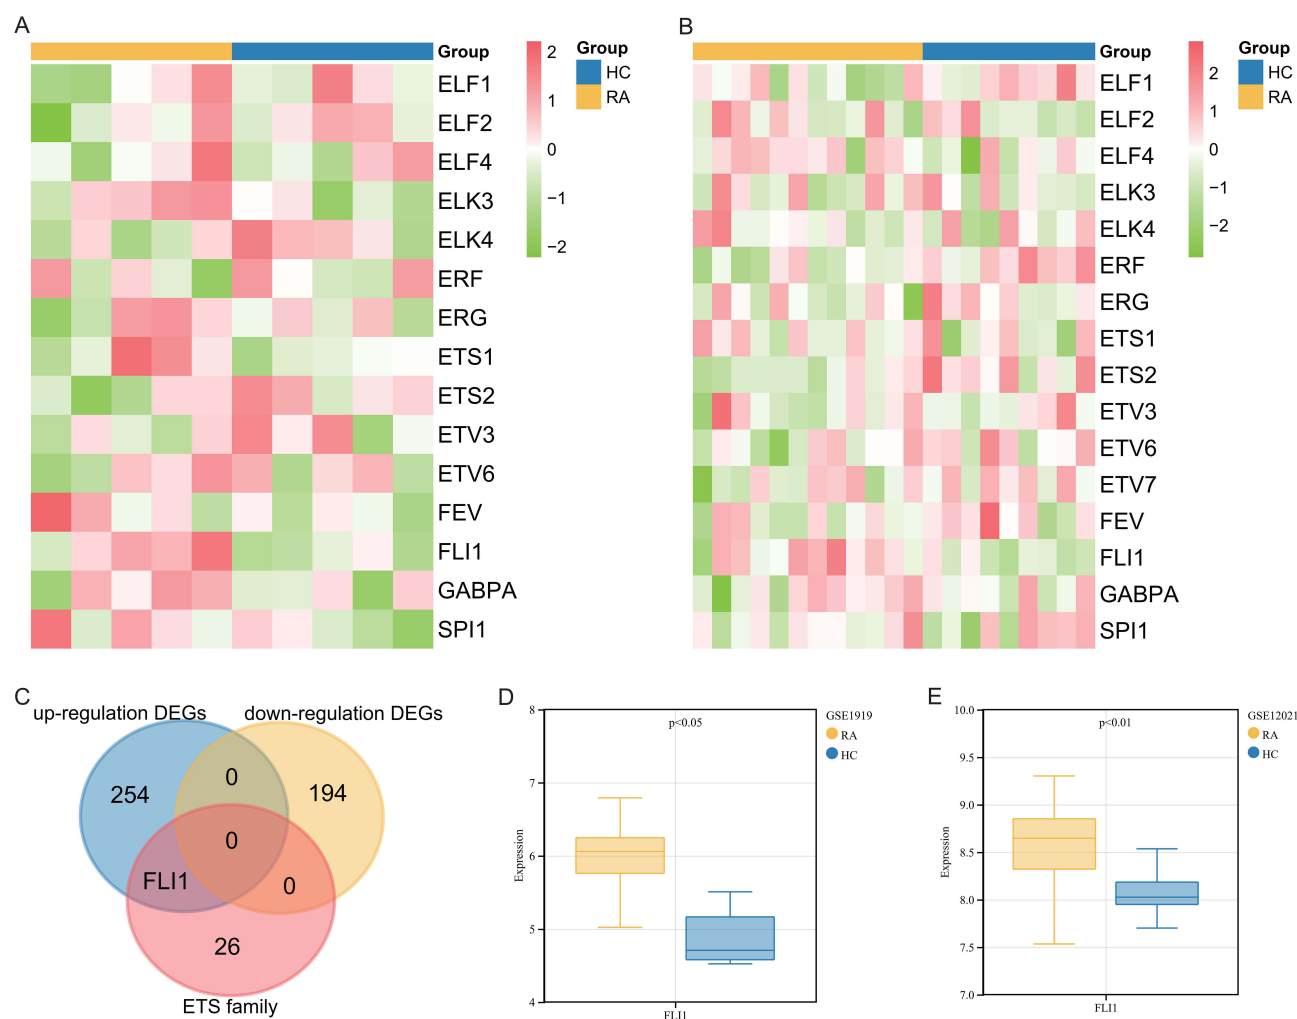 A
Group
ELF1
ELF2
ELF4
ELK3
ELK4
ERF
ERG
ETS1
ETS2
ETV3
ETV6
FEV
FLI1
GABPA
SPI1
2
1
0
−1
−2
Group
HC
RA
B
Group
ELF1
ELF2
ELF4
ELK3
ELK4
ERF
ERG
ETS1
ETS2
ETV3
ETV6
ETV7
FEV
FLI1
GABPA
SPI1
2
1
0
−1
−2
Group
HC
RA
C
up-regulation DEGs
down-regulation DEGs
254
0
194
0
FLI1
0
26
ETS family
D
8
7
6
5
4
Expression
p<0.05
FLI1
GSE1919
RA
HC
E
10.0
9.5
9.0
8.5
8.0
7.5
7.0
Expression
p<0.01
FLI1
GSE12021
RA
HC